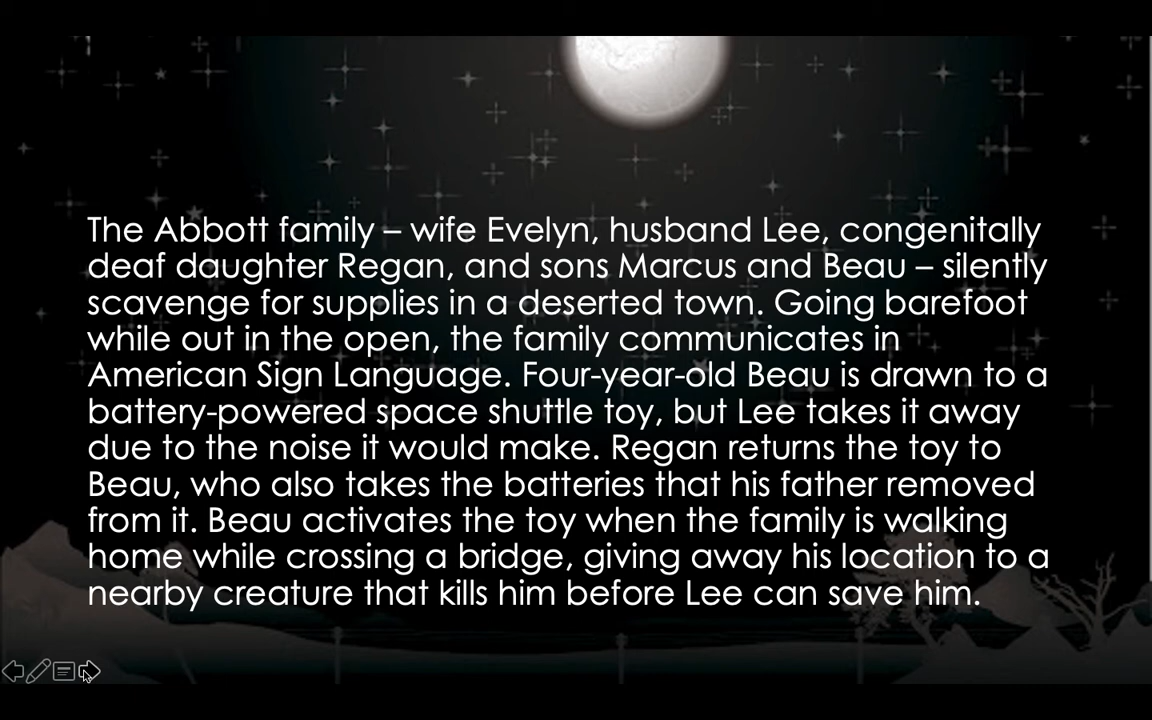 The Abbott family – wife Evelyn, husband Lee, congenitally
deaf daughter Regan, and sons Marcus and Beau – silently
scavenge for supplies in a deserted town. Going barefoot
while out in the open, the family communicates in
American Sign Language. Four-year-old Beau is drawn to a
battery-powered space shuttle toy, but Lee takes it away
due to the noise it would make. Regan returns the toy to
Beau, who also takes the batteries that his father removed
from it. Beau activates the toy when the family is walking
home while crossing a bridge, giving away his location to a
nearby creature that kills him before Lee can save him.